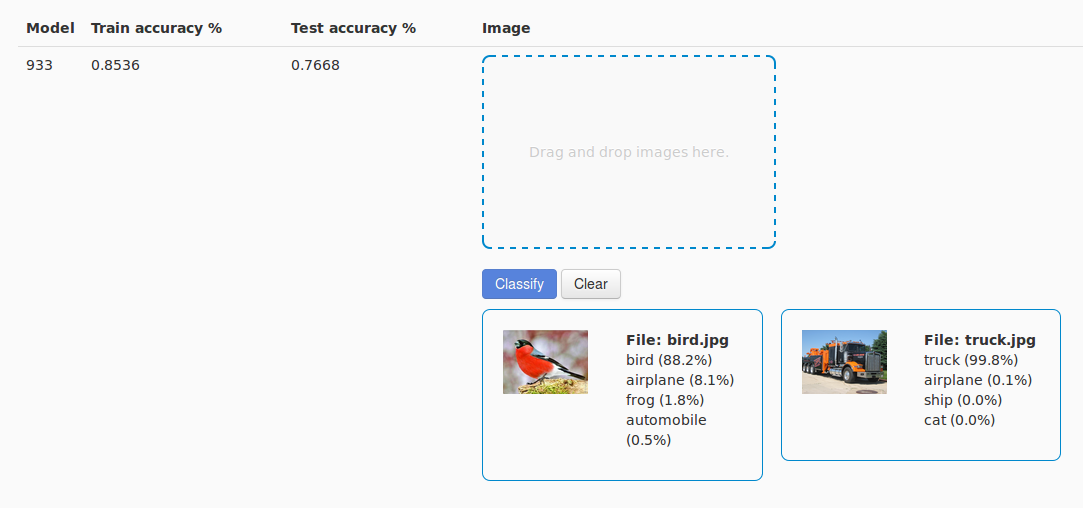 Model Train accuracy % Test accuracy % Image
933 0.8536 0.7668
Drag and drop images here.
Classify Clear
File: bird.jpg
bird (88.2%)
airplane (8.1%)
frog (1.8%)
automobile
(0.5%)
File: truck.jpg
truck (99.8%)
airplane (0.1%)
ship (0.0%)
cat (0.0%)